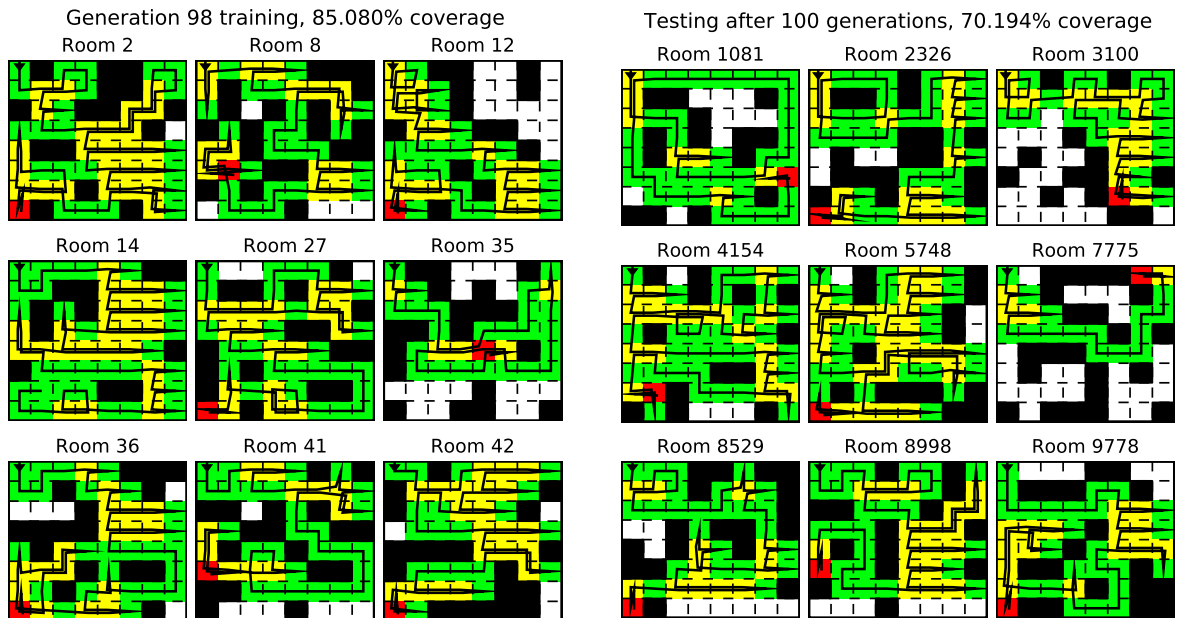 Generation 98 training, 85.080% coverage
Room 2
Room 8
Room 12
Room 14
Room 27
Room 35
Room 36
Room 41
Room 42
Testing after 100 generations, 70.194% coverage
Room 1081
Room 2326
Room 3100
Room 4154
Room 5748
Room 7775
Room 8529
Room 8998
Room 9778